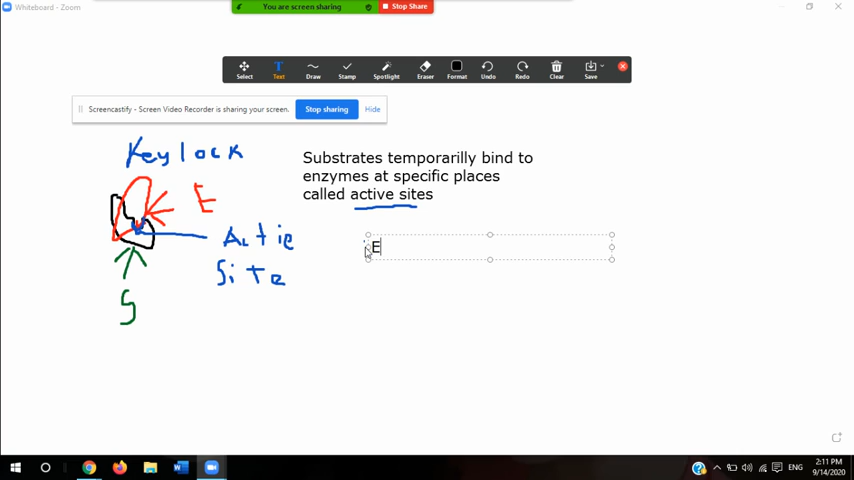 Whiteboard - Zoom
You are screen sharing
Stop Share
Select
Text
Draw
Stamp
Spotlight
Eraser
Format
Undo
Redo
Clear
Save
Screencastify - Screen Video Recorder is sharing your screen.
Stop sharing
Hide
Keylock
Substrates temporarilly bind to
enzymes at specific places
called active sites
E
Actie
Site
E
S
ENG
2:11 PM
9/14/2020